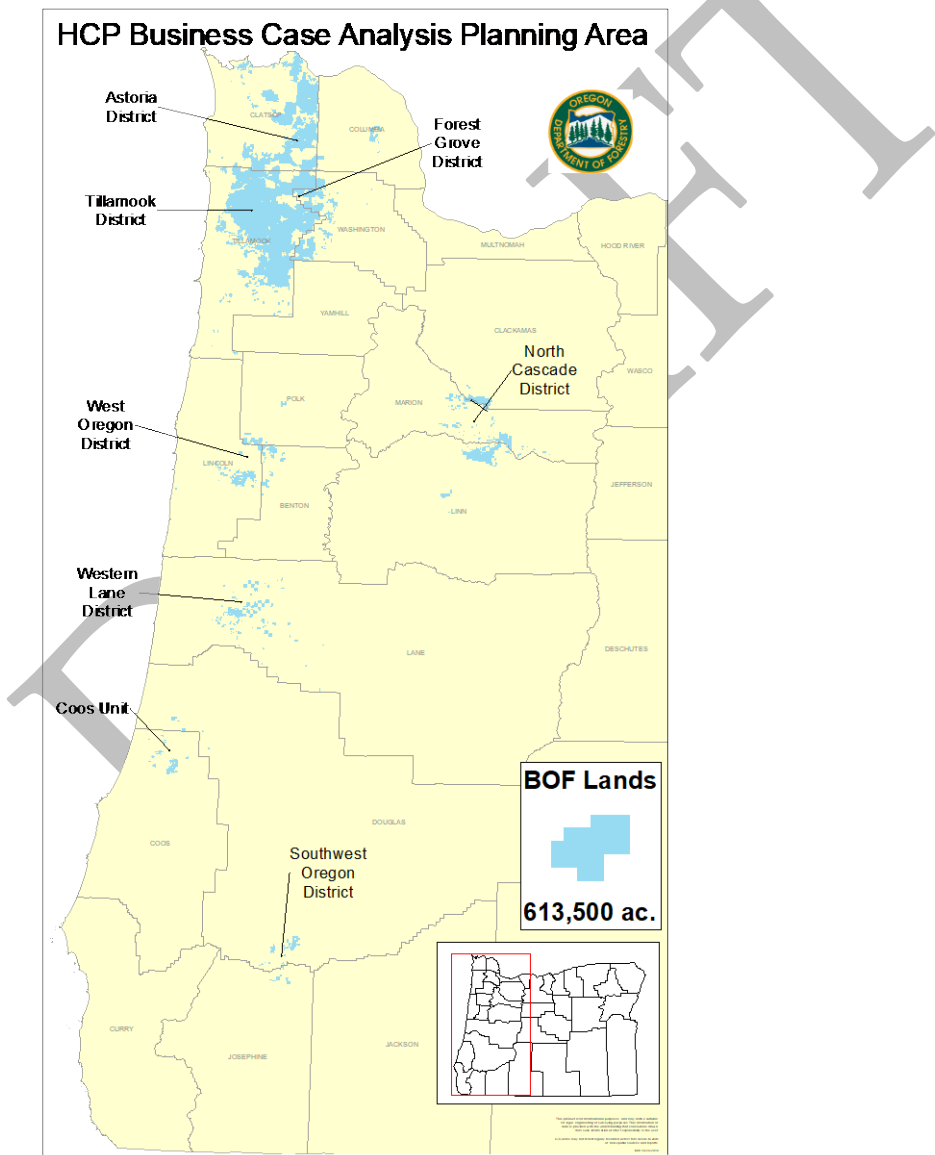 HCP Business Case Analysis Planning Area
Astoria
District
CLATSOP
COLUMBIA
Forest
Grove
District
OREGON
DEPARTMENT OF FORESTRY
Tillamook
District
TILLAMOOK
WASHINGTON
MULTNOMAH
HOOD RIVER
YAMHILL
CLACKAMAS
North
Cascade
District
WASCO
POLK
MARION
West
Oregon
District
LINCOLN
BENTON
LINN
JEFFERSON
Western
Lane
District
LANE
DESCHUTES
Coos Unit
BOF Lands
613,500 ac.
COOS
DOUGLAS
Southwest
Oregon
District
CURRY
JOSEPHINE
JACKSON
DRAFT